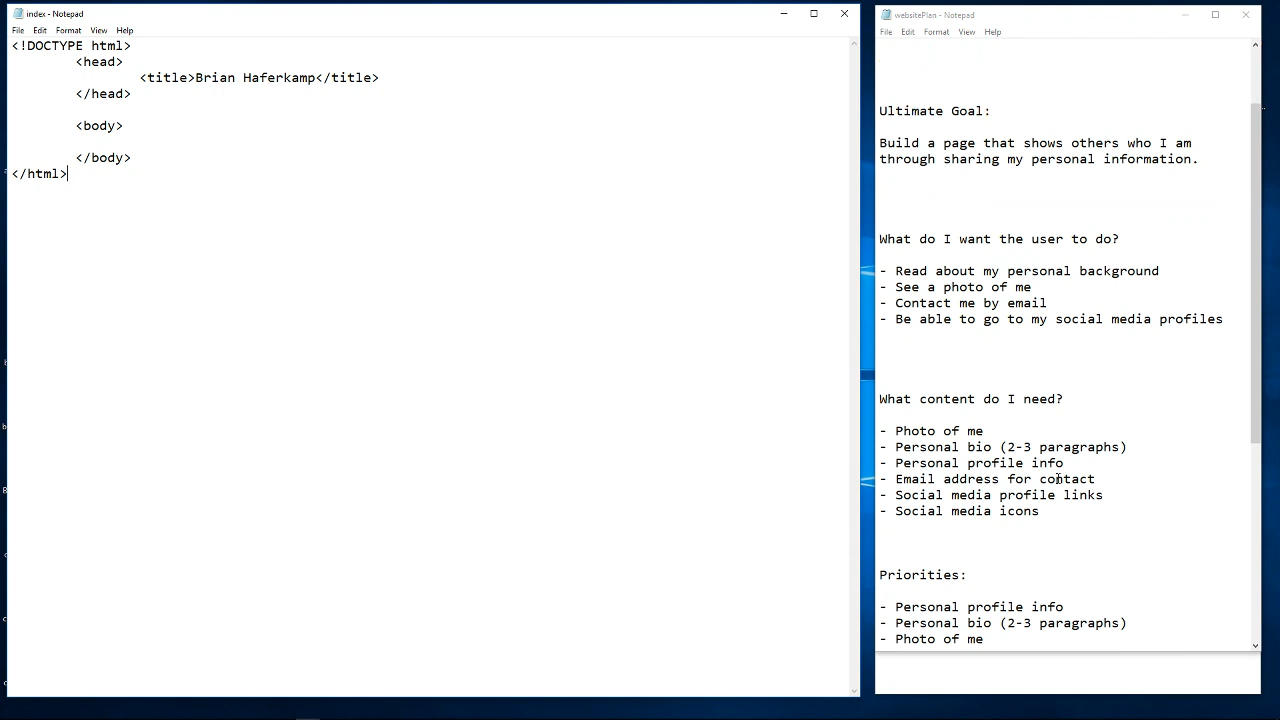 index - Notepad
File Edit Format View Help
<!DOCTYPE html>
<head>
<title>Brian Haferkamp</title>
</head>
<body>
</body>
</html>
websitePlan - Notepad
File Edit Format View Help
Ultimate Goal:
Build a page that shows others who I am
through sharing my personal information.
What do I want the user to do?
- Read about my personal background
- See a photo of me
- Contact me by email
- Be able to go to my social media profiles
What content do I need?
- Photo of me
- Personal bio (2-3 paragraphs)
- Personal profile info
- Email address for contact
- Social media profile links
- Social media icons
Priorities:
- Personal profile info
- Personal bio (2-3 paragraphs)
- Photo of me